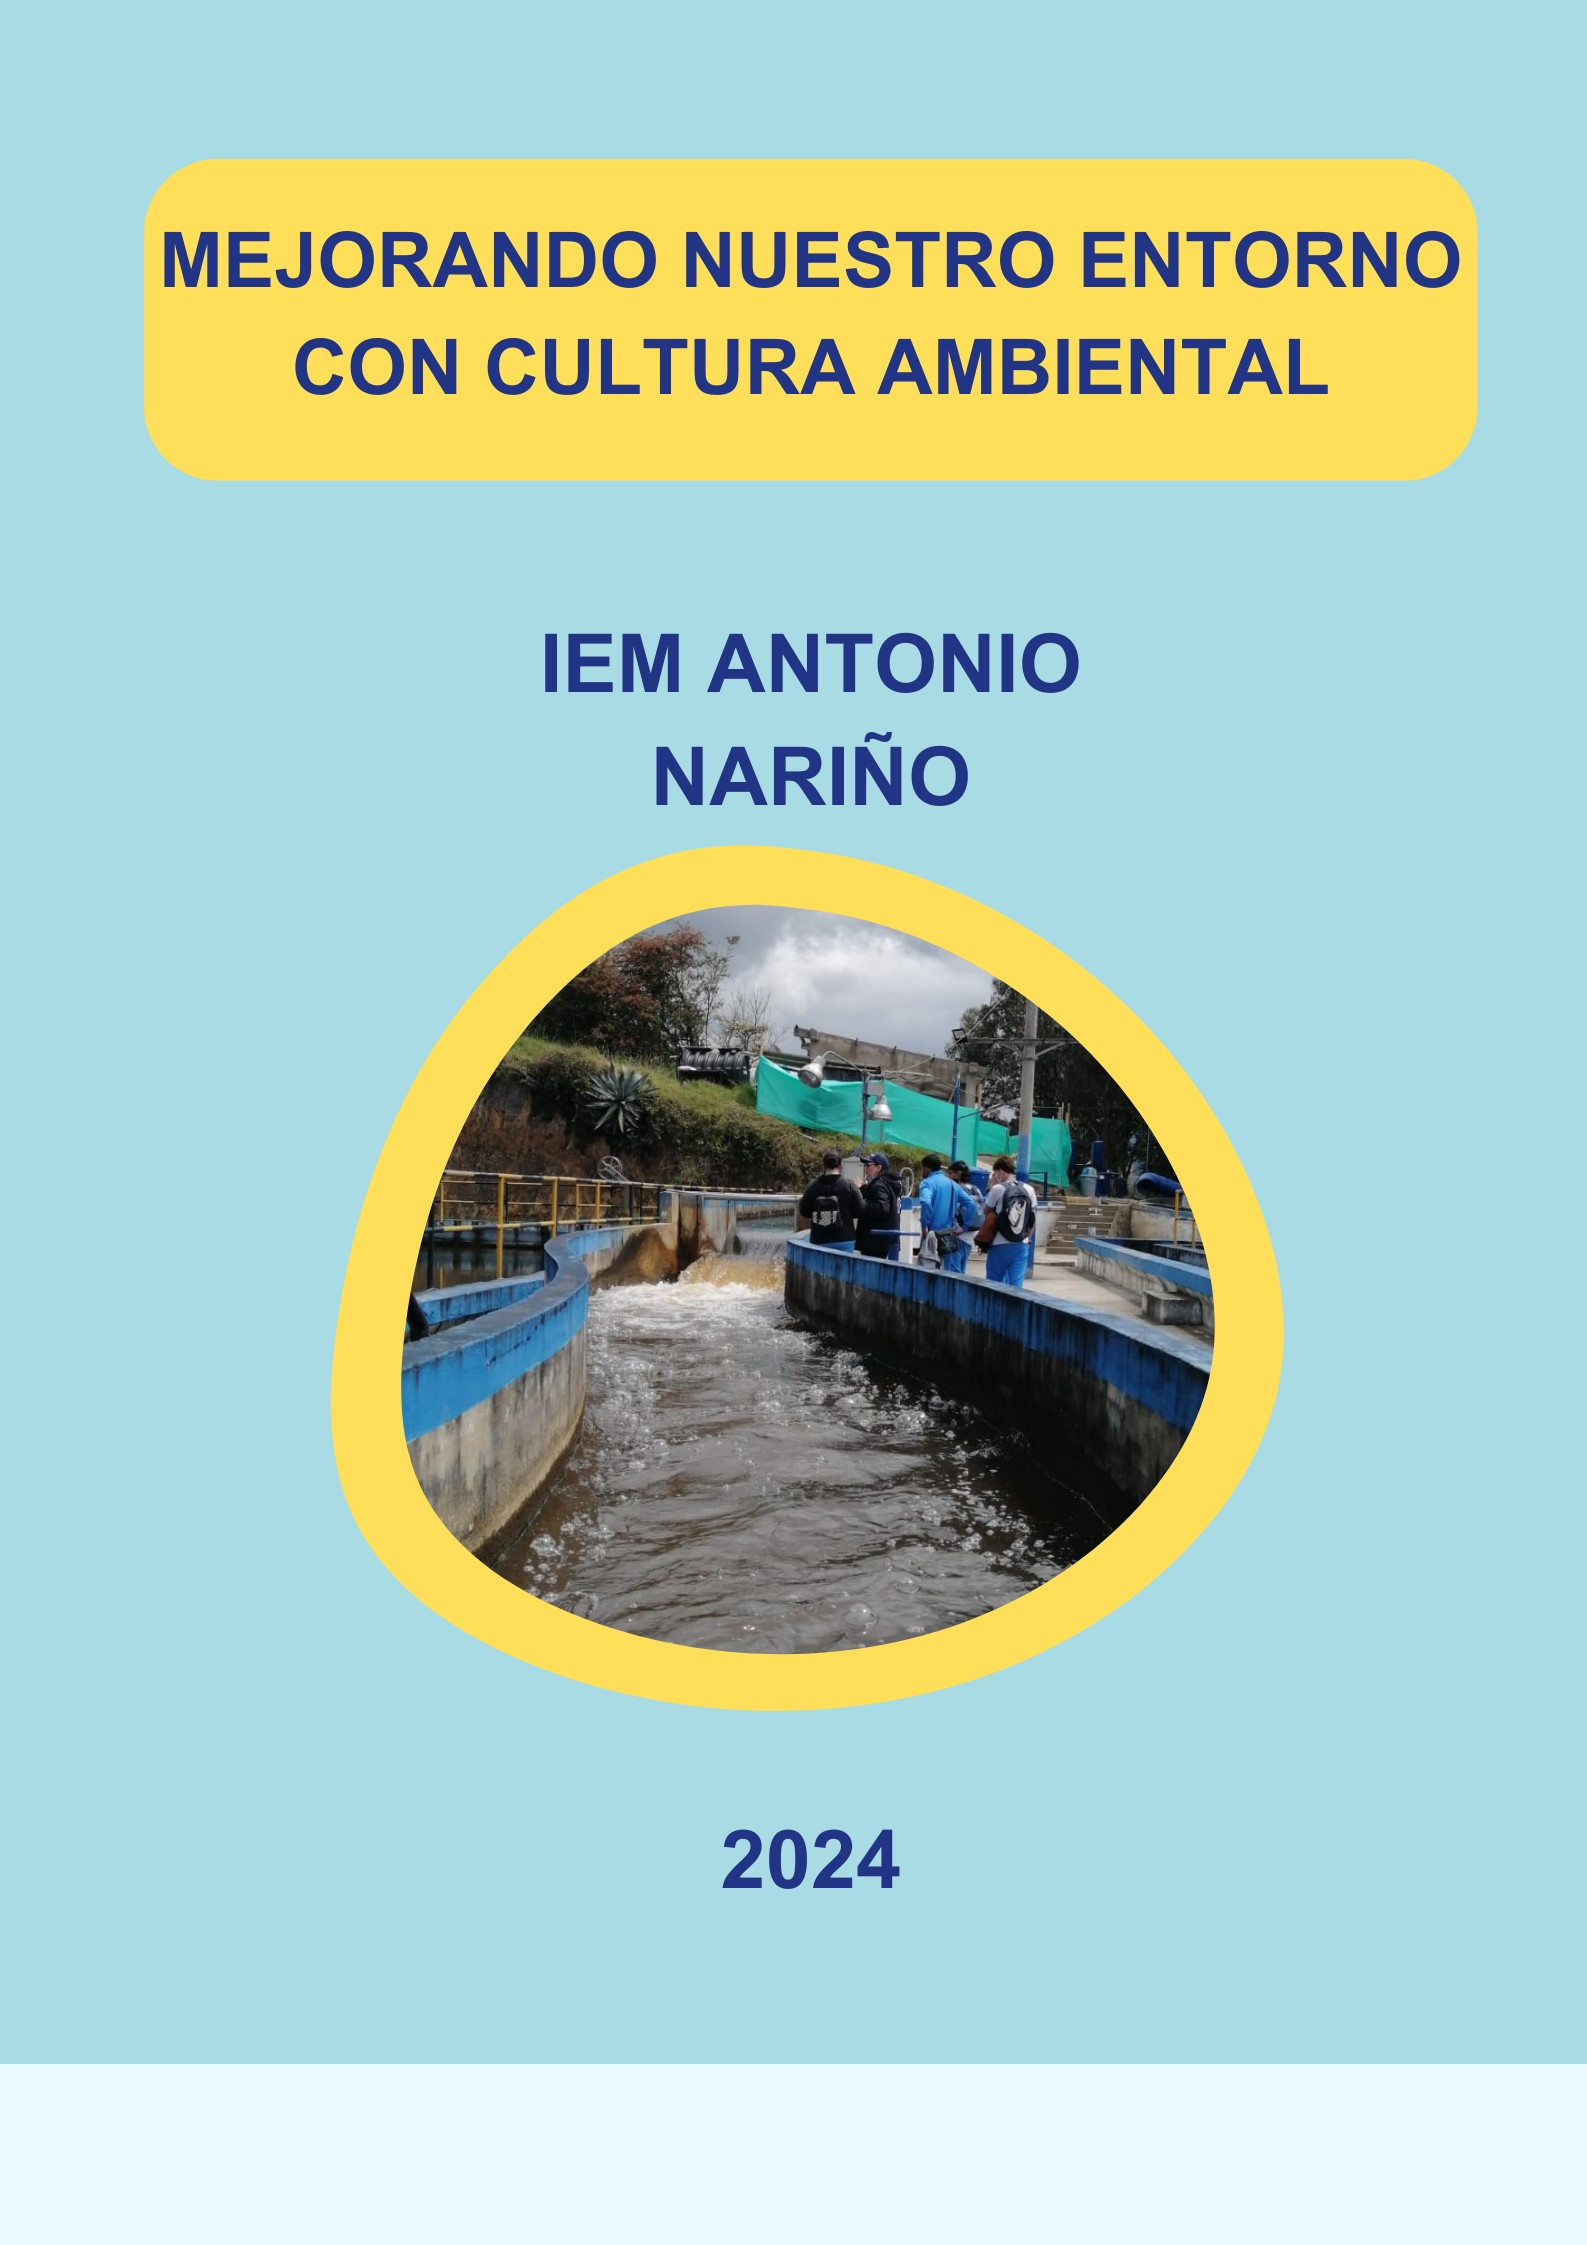 MEJORANDO NUESTRO ENTORNO
CON CULTURA AMBIENTAL
IEM ANTONIO
NARIÑO
2024